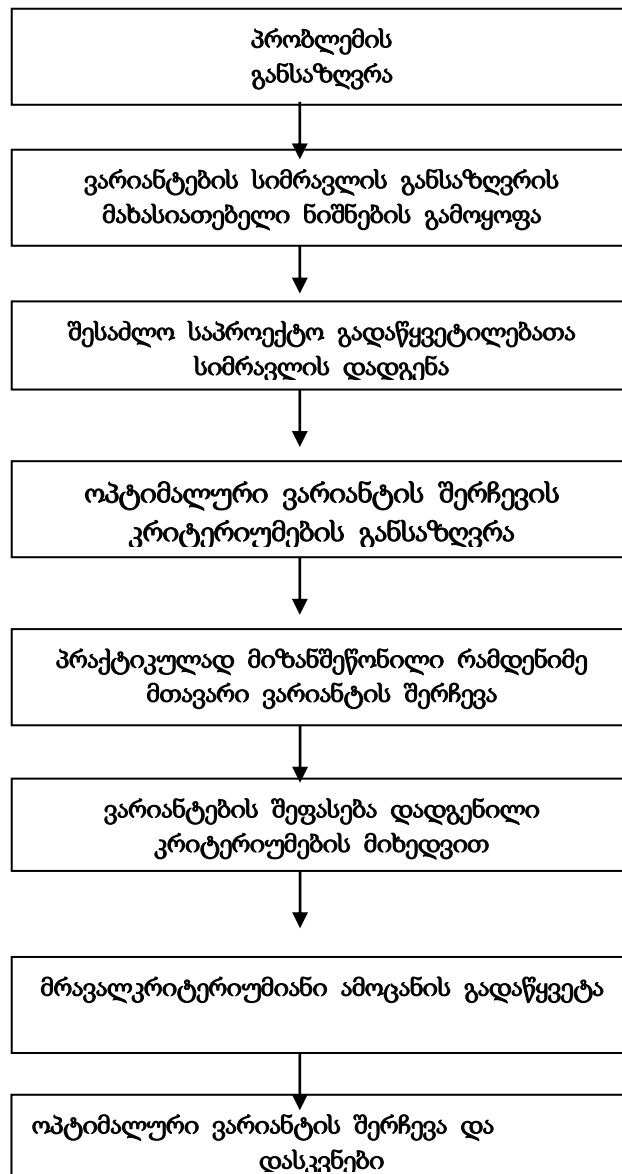 პრობლემის
განსაზღვრა
ვარიანტების სიმრავლის განსაზღვრის
მახასიათებელი ნიშნების გამოყოფა
შესაძლო საპროექტო გადაწყვეტილებათა
სიმრავლის დადგენა
ოპტიმალური ვარიანტის შერჩევის
კრიტერიუმების განსაზღვრა
პრაქტიკულად მიზანშეწონილი რამდენიმე
მთავარი ვარიანტის შერჩევა
ვარიანტების შეფასება დადგენილი
კრიტერიუმების მიხედვით
მრავალკრიტერიუმიანი ამოცანის გადაწყვეტა
ოპტიმალური ვარიანტის შერჩევა და
დასკვნები